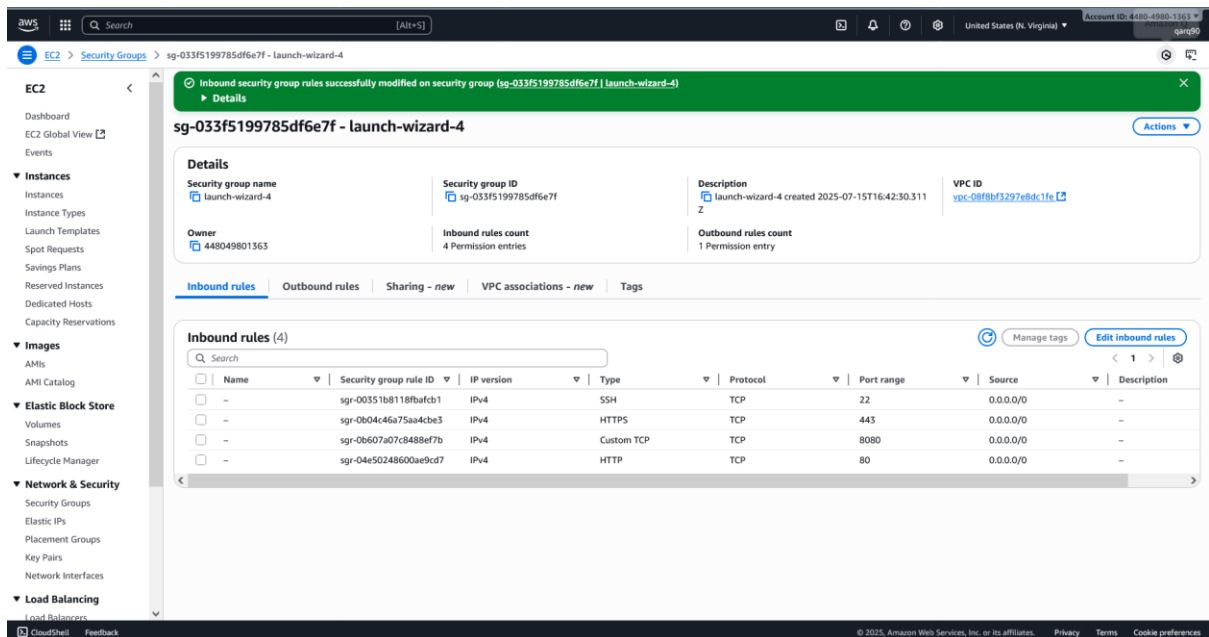 aws
Search [Alt+S] United States (N. Virginia) Account ID: 4480-4980-1363
qarq90
EC2 > Security Groups > sg-033f5199785df6e7f - launch-wizard-4
EC2
Dashboard
EC2 Global View
Events
Instances
Instances
Instance Types
Launch Templates
Spot Requests
Savings Plans
Reserved Instances
Dedicated Hosts
Capacity Reservations
Images
AMIs
AMI Catalog
Elastic Block Store
Volumes
Snapshots
Lifecycle Manager
Network & Security
Security Groups
Elastic IPs
Placement Groups
Key Pairs
Network Interfaces
Load Balancing
Load Balancers
Inbound security group rules successfully modified on security group (sg-033f5199785df6e7f | launch-wizard-4)
Details
sg-033f5199785df6e7f - launch-wizard-4
Actions
Details
Security group name Security group ID Description VPC ID
launch-wizard-4 sg-033f5199785df6e7f launch-wizard-4 created 2025-07-15T16:42:30.311 vpc-08f8bf3297e8dc1fe
Z
Owner Inbound rules count Outbound rules count
448049801363 4 Permission entries 1 Permission entry
Inbound rules Outbound rules Sharing - new VPC associations - new Tags
Inbound rules (4) Manage tags Edit inbound rules
Search 1
Name Security group rule ID IP version Type Protocol Port range Source Description
– sgr-00351b8118fbafcb1 IPv4 SSH TCP 22 0.0.0.0/0 –
– sgr-0b04c46a75aa4cbe3 IPv4 HTTPS TCP 443 0.0.0.0/0 –
– sgr-0b607a07c8488ef7b IPv4 Custom TCP TCP 8080 0.0.0.0/0 –
– sgr-04e50248600ae9cd7 IPv4 HTTP TCP 80 0.0.0.0/0 –
CloudShell Feedback © 2025, Amazon Web Services, Inc. or its affiliates. Privacy Terms Cookie preferences